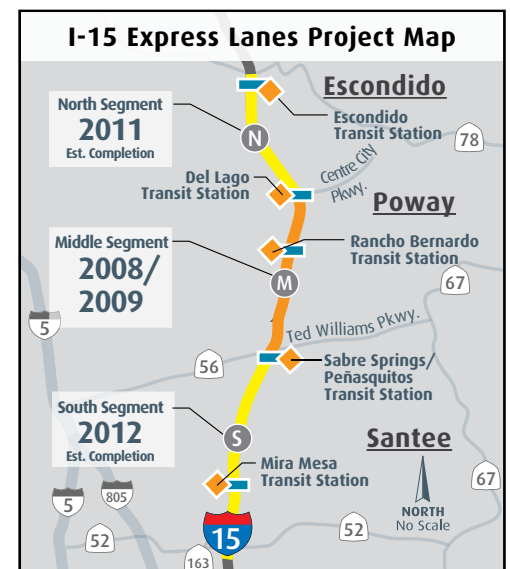 I-15 Express Lanes Project Map
Escondido
North Segment
2011
Est. Completion
Escondido
Transit Station
N
78
Centre City
Pkwy.
Del Lago
Transit Station
Poway
Middle Segment
2008/
2009
Rancho Bernardo
Transit Station
67
M
5
Ted Williams Pkwy.
56
Sabre Springs/
Peñasquitos
Transit Station
South Segment
2012
Est. Completion
S
Santee
Mira Mesa
Transit Station
67
NORTH
No Scale
5
805
15
52
52
163